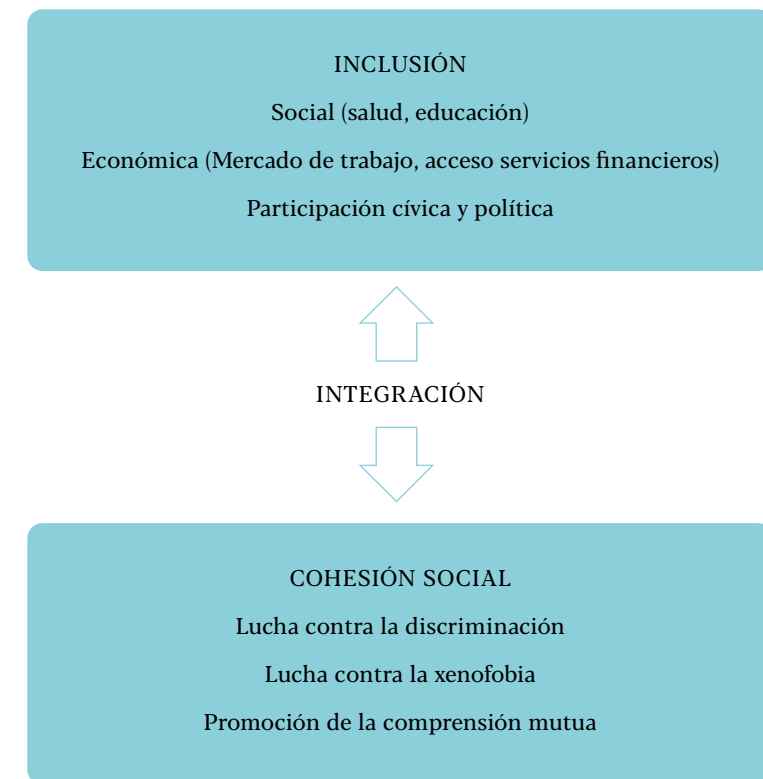 INCLUSIÓN
Social (salud, educación)
Económica (Mercado de trabajo, acceso servicios financieros)
Participación cívica y política
INTEGRACIÓN
COHESIÓN SOCIAL
Lucha contra la discriminación
Lucha contra la xenofobia
Promoción de la comprensión mutua